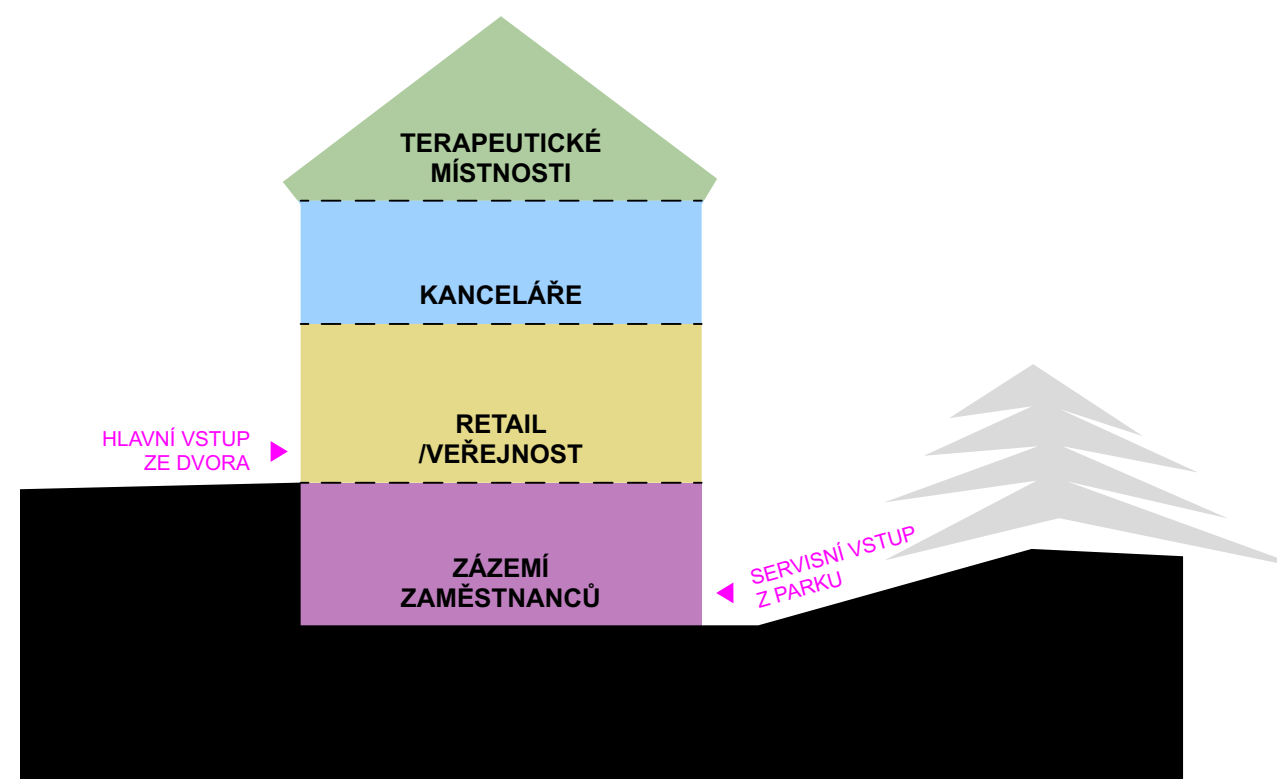 TERAPEUTICKÉ
MÍSTNOSTI
KANCELÁŘE
RETAIL
/VEŘEJNOST
HLAVNÍ VSTUP
ZE DVORA
ZÁZEMÍ
ZAMĚSTNANCŮ
SERVISNÍ VSTUP
Z PARKU